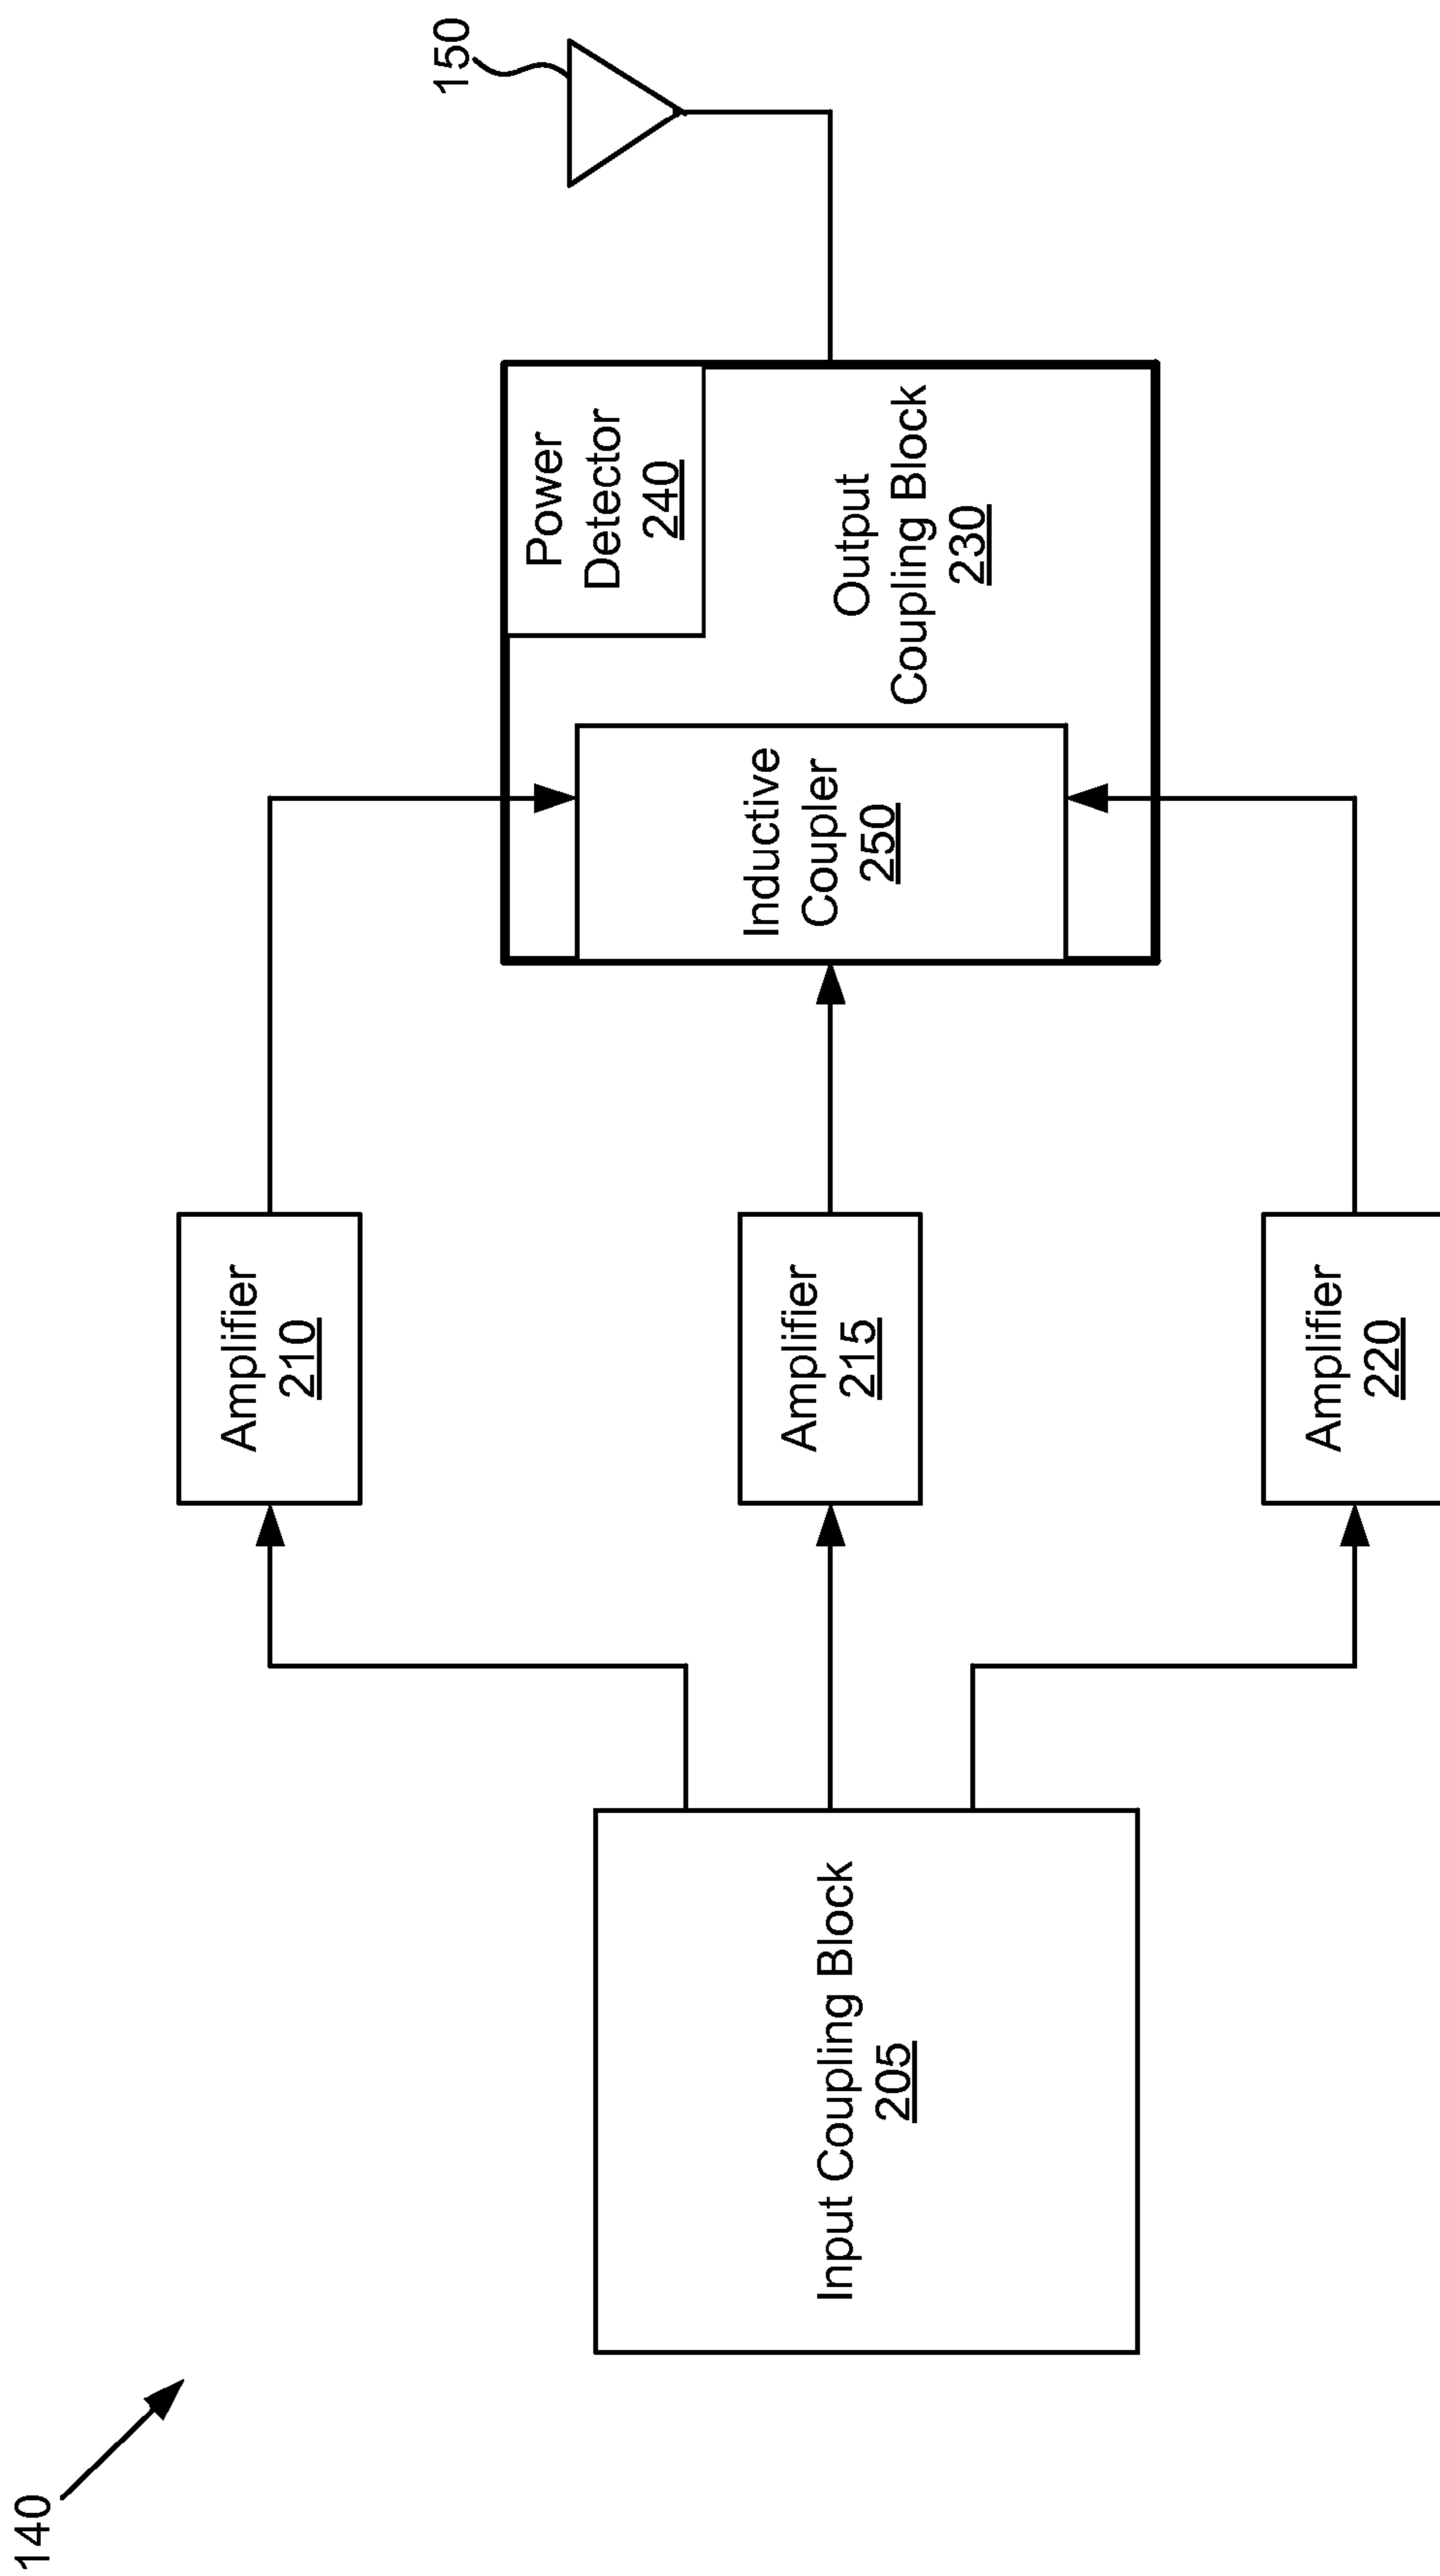 140
Input Coupling Block
205
Amplifier
210
Amplifier
215
Amplifier
220
Inductive
Coupler
250
Power
Detector
240
Output
Coupling Block
230
150